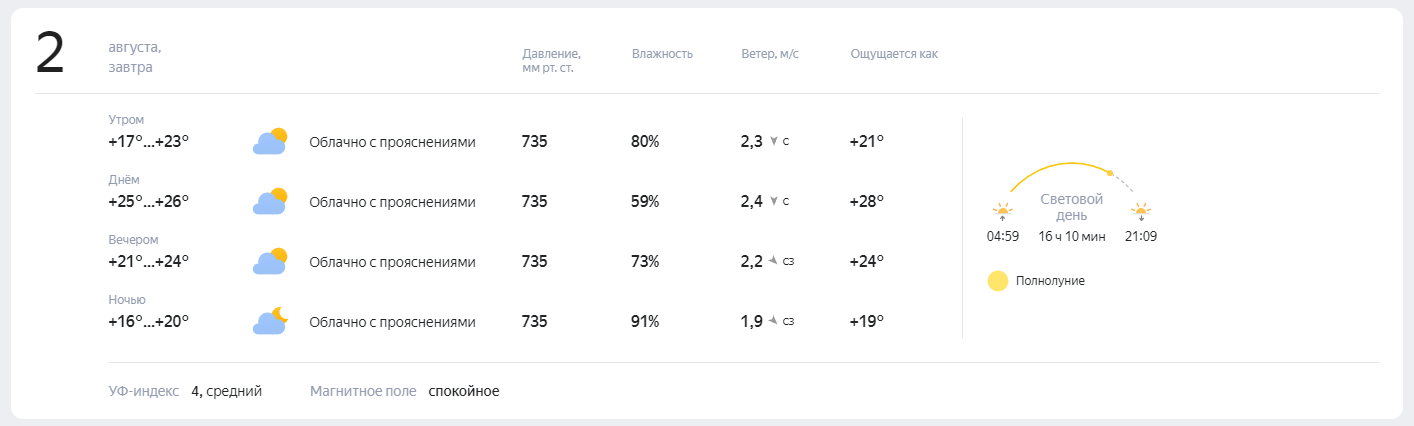 2
августа,
завтра
Давление,
мм рт. ст.
Влажность
Ветер, м/с
Ощущается как
Утром
+17°...+23° Облачно с прояснениями 735 80% 2,3 С +21°
Днём
+25°...+26° Облачно с прояснениями 735 59% 2,4 С +28°
Вечером
+21°...+24° Облачно с прояснениями 735 73% 2,2 СЗ +24°
Ночью
+16°...+20° Облачно с прояснениями 735 91% 1,9 СЗ +19°
Световой
день
04:59 16 ч 10 мин 21:09
Полнолуние
УФ-индекс 4, средний Магнитное поле спокойное